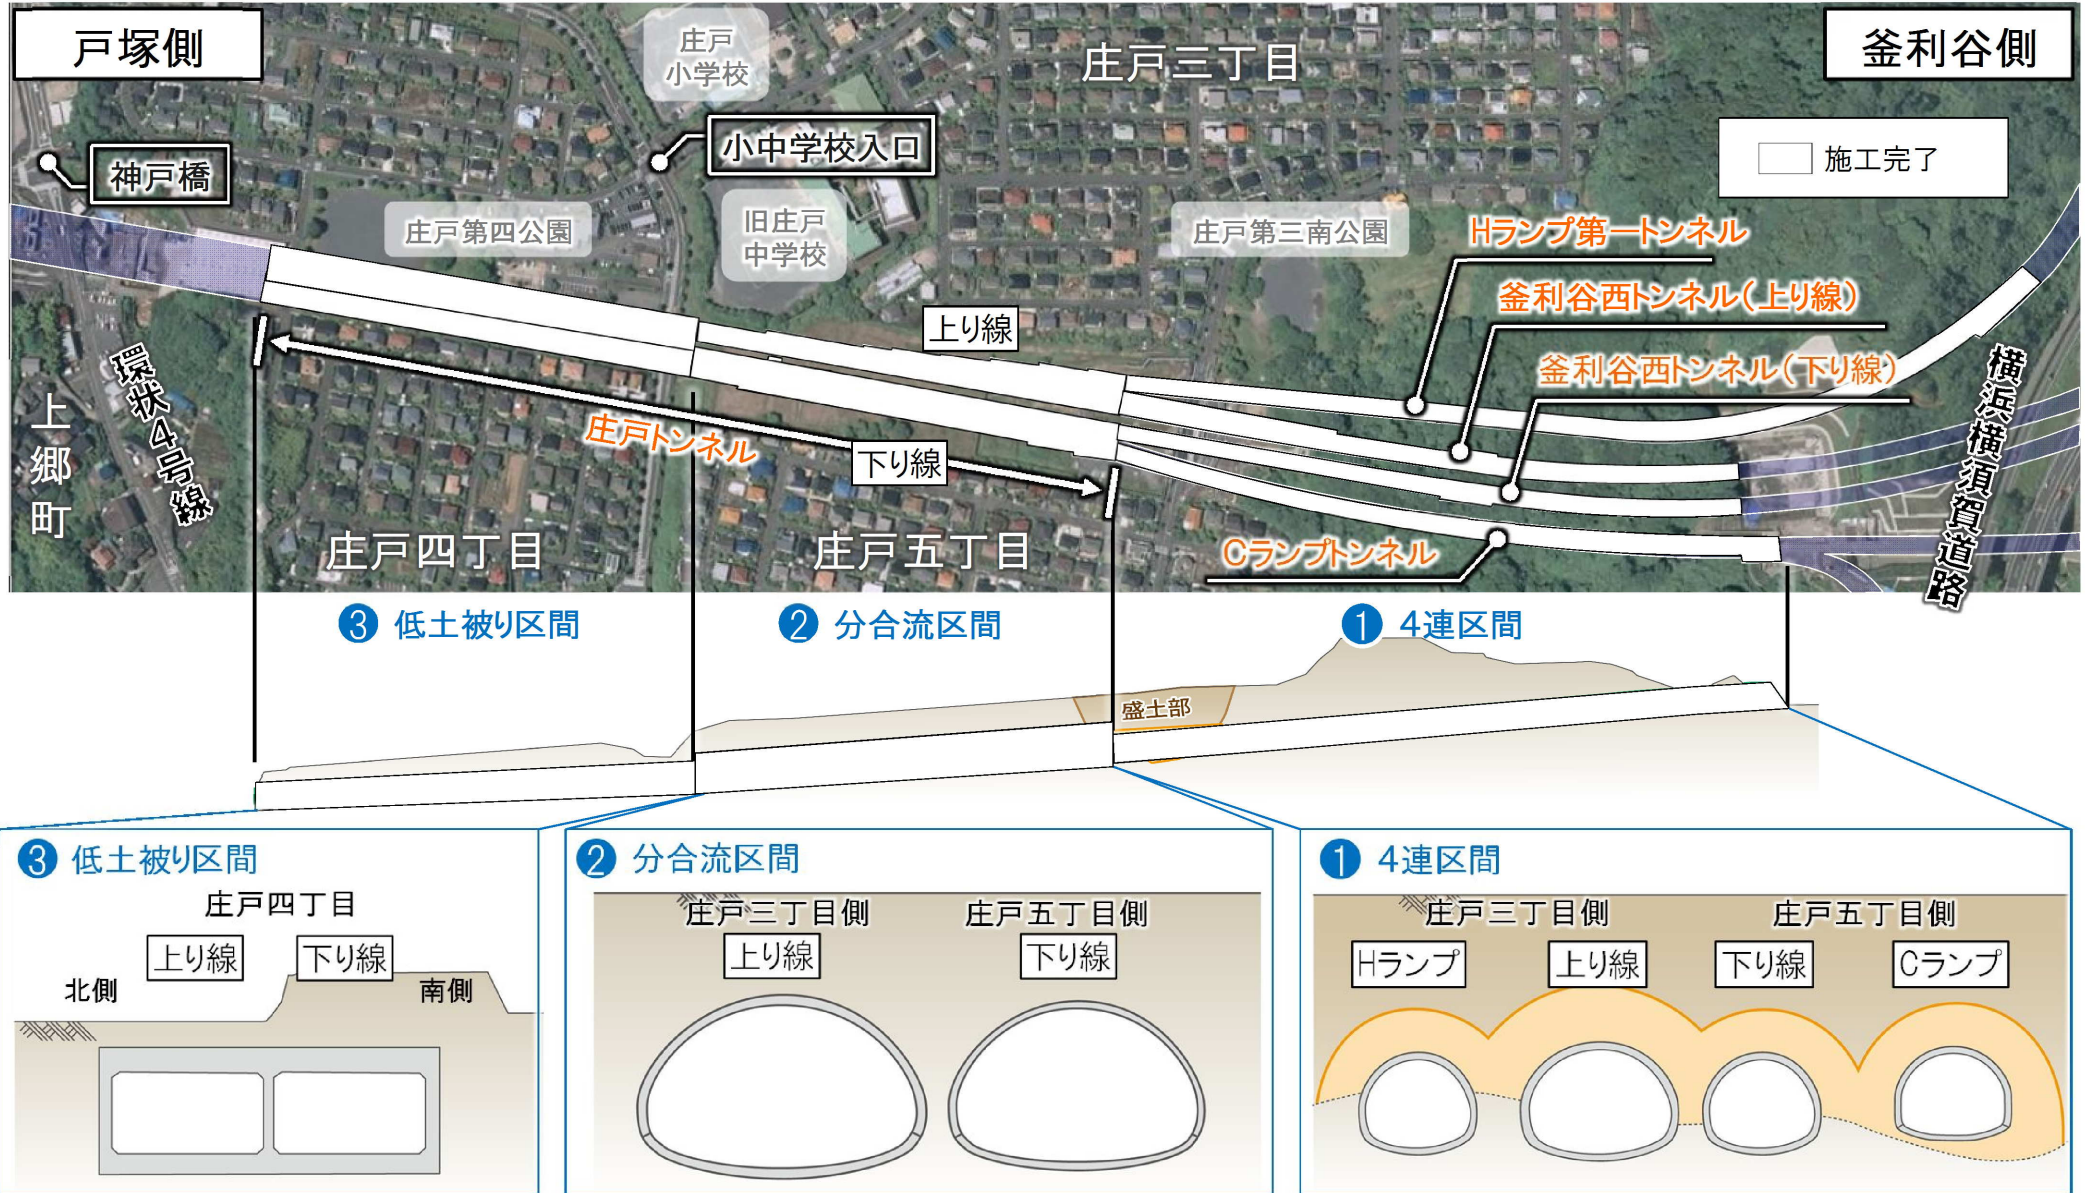 戸塚側
釜利谷側
庄戸
小学校
庄戸三丁目
小中学校入口
神戸橋
施工完了
庄戸第四公園
旧庄戸
中学校
庄戸第三南公園
Hランプ第一トンネル
釜利谷西トンネル（上り線）
釜利谷西トンネル（下り線）
上り線
環状4号線
上郷町
庄戸トンネル
下り線
横浜横須賀道路
庄戸四丁目
庄戸五丁目
Cランプトンネル
3 低土被り区間
2 分合流区間
1 4連区間
盛土部
3 低土被り区間
庄戸四丁目
上り線
下り線
北側
南側
2 分合流区間
庄戸三丁目側
庄戸五丁目側
上り線
下り線
1 4連区間
庄戸三丁目側
庄戸五丁目側
Hランプ
上り線
下り線
Cランプ